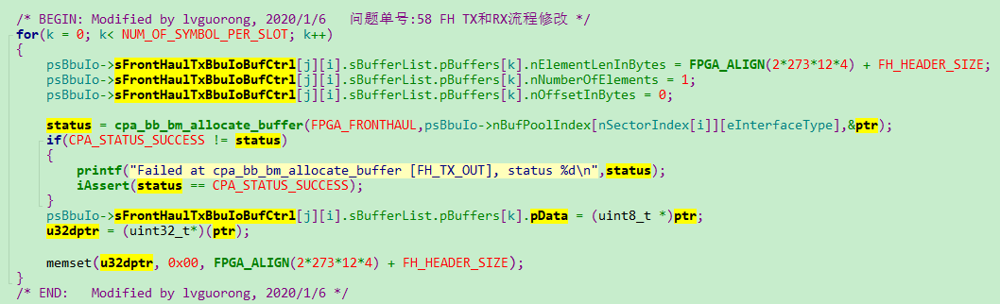 /* BEGIN: Modified by lvguorong, 2020/1/6   问题单号:58 FH TX和RX流程修改 */
for(k = 0; k< NUM_OF_SYMBOL_PER_SLOT; k++)
{
    psBbuIo->sFrontHaulTxBbuIoBufCtrl[j][i].sBufferList.pBuffers[k].nElementLenInBytes = FPGA_ALIGN(2*273*12*4) + FH_HEADER_SIZE;
    psBbuIo->sFrontHaulTxBbuIoBufCtrl[j][i].sBufferList.pBuffers[k].nNumberOfElements = 1;
    psBbuIo->sFrontHaulTxBbuIoBufCtrl[j][i].sBufferList.pBuffers[k].nOffsetInBytes = 0;
    status = cpa_bb_bm_allocate_buffer(FPGA_FRONTHAUL,psBbuIo->nBufPoolIndex[nSectorIndex[i]][eInterfaceType],&ptr);
    if(CPA_STATUS_SUCCESS != status)
    {
        printf("Failed at cpa_bb_bm_allocate_buffer [FH_TX_OUT], status %d\n",status);
        iAssert(status == CPA_STATUS_SUCCESS);
    }
    psBbuIo->sFrontHaulTxBbuIoBufCtrl[j][i].sBufferList.pBuffers[k].pData = (uint8_t *)ptr;
    u32dptr = (uint32_t*)(ptr);
    memset(u32dptr, 0x00, FPGA_ALIGN(2*273*12*4) + FH_HEADER_SIZE);
}
/* END:   Modified by lvguorong, 2020/1/6 */